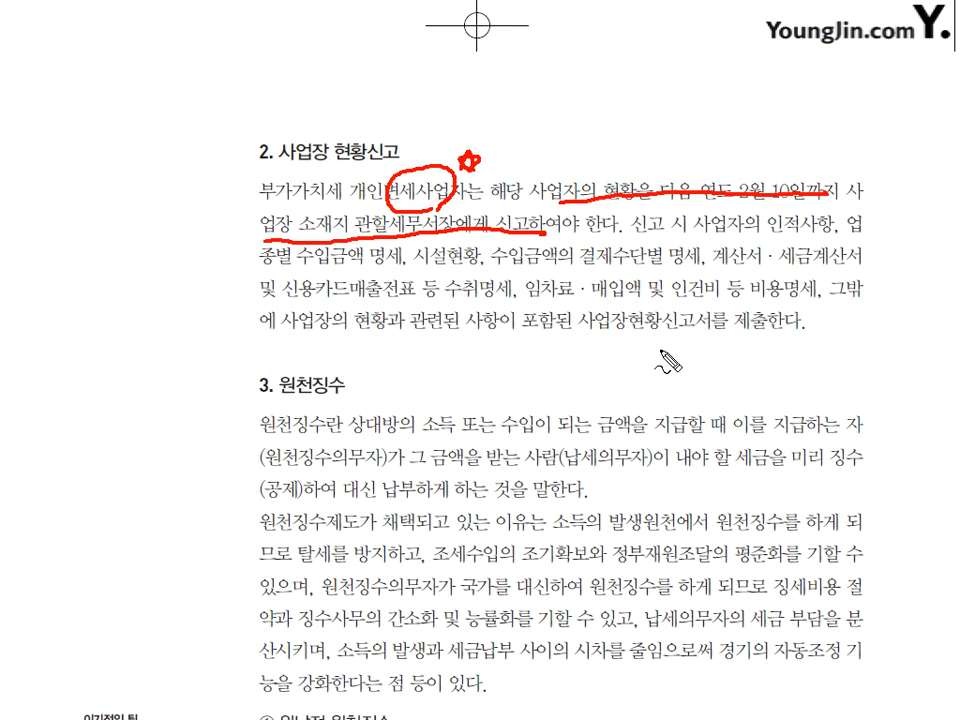 YoungJin.com Y.
2. 사업장 현황신고
부가가치세 개인면세사업자는 해당 사업자의 현황을 다음 연도 2월 10일까지 사
업장 소재지 관할세무서장에게 신고하여야 한다. 신고 시 사업자의 인적사항, 업
종별 수입금액 명세, 시설현황, 수입금액의 결제수단별 명세, 계산서 · 세금계산서
및 신용카드매출전표 등 수취명세, 임차료 · 매입액 및 인건비 등 비용명세, 그밖
에 사업장의 현황과 관련된 사항이 포함된 사업장현황신고서를 제출한다.
3. 원천징수
원천징수란 상대방의 소득 또는 수입이 되는 금액을 지급할 때 이를 지급하는 자
(원천징수의무자)가 그 금액을 받는 사람(납세의무자)이 내야 할 세금을 미리 징수
(공제)하여 대신 납부하게 하는 것을 말한다.
원천징수제도가 채택되고 있는 이유는 소득의 발생원천에서 원천징수를 하게 되
므로 탈세를 방지하고, 조세수입의 조기확보와 정부재원조달의 평준화를 기할 수
있으며, 원천징수의무자가 국가를 대신하여 원천징수를 하게 되므로 징세비용 절
약과 징수사무의 간소화 및 능률화를 기할 수 있고, 납세의무자의 세금 부담을 분
산시키며, 소득의 발생과 세금납부 사이의 시차를 줄임으로써 경기의 자동조정 기
능을 강화한다는 점 등이 있다.